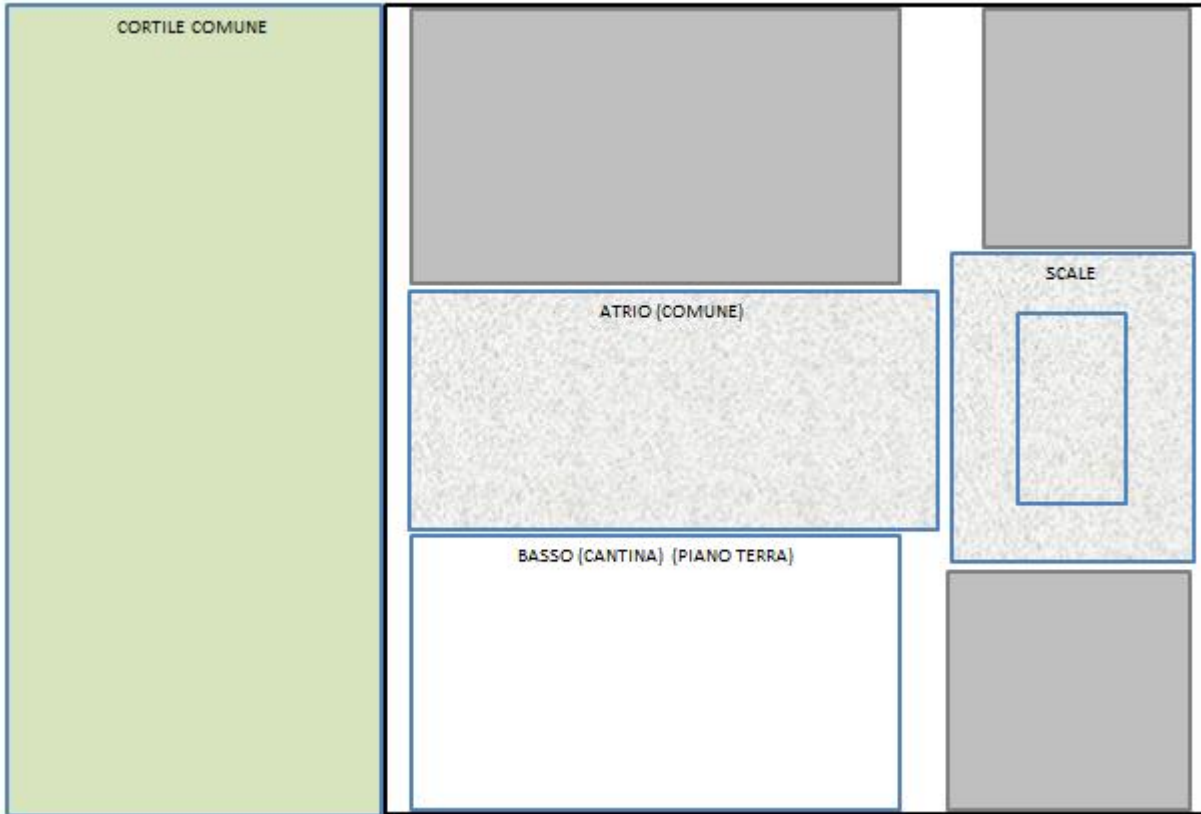 CORTILE COMUNE
SCALE
ATRIO (COMUNE)
BASSO (CANTINA) (PIANO TERRA)